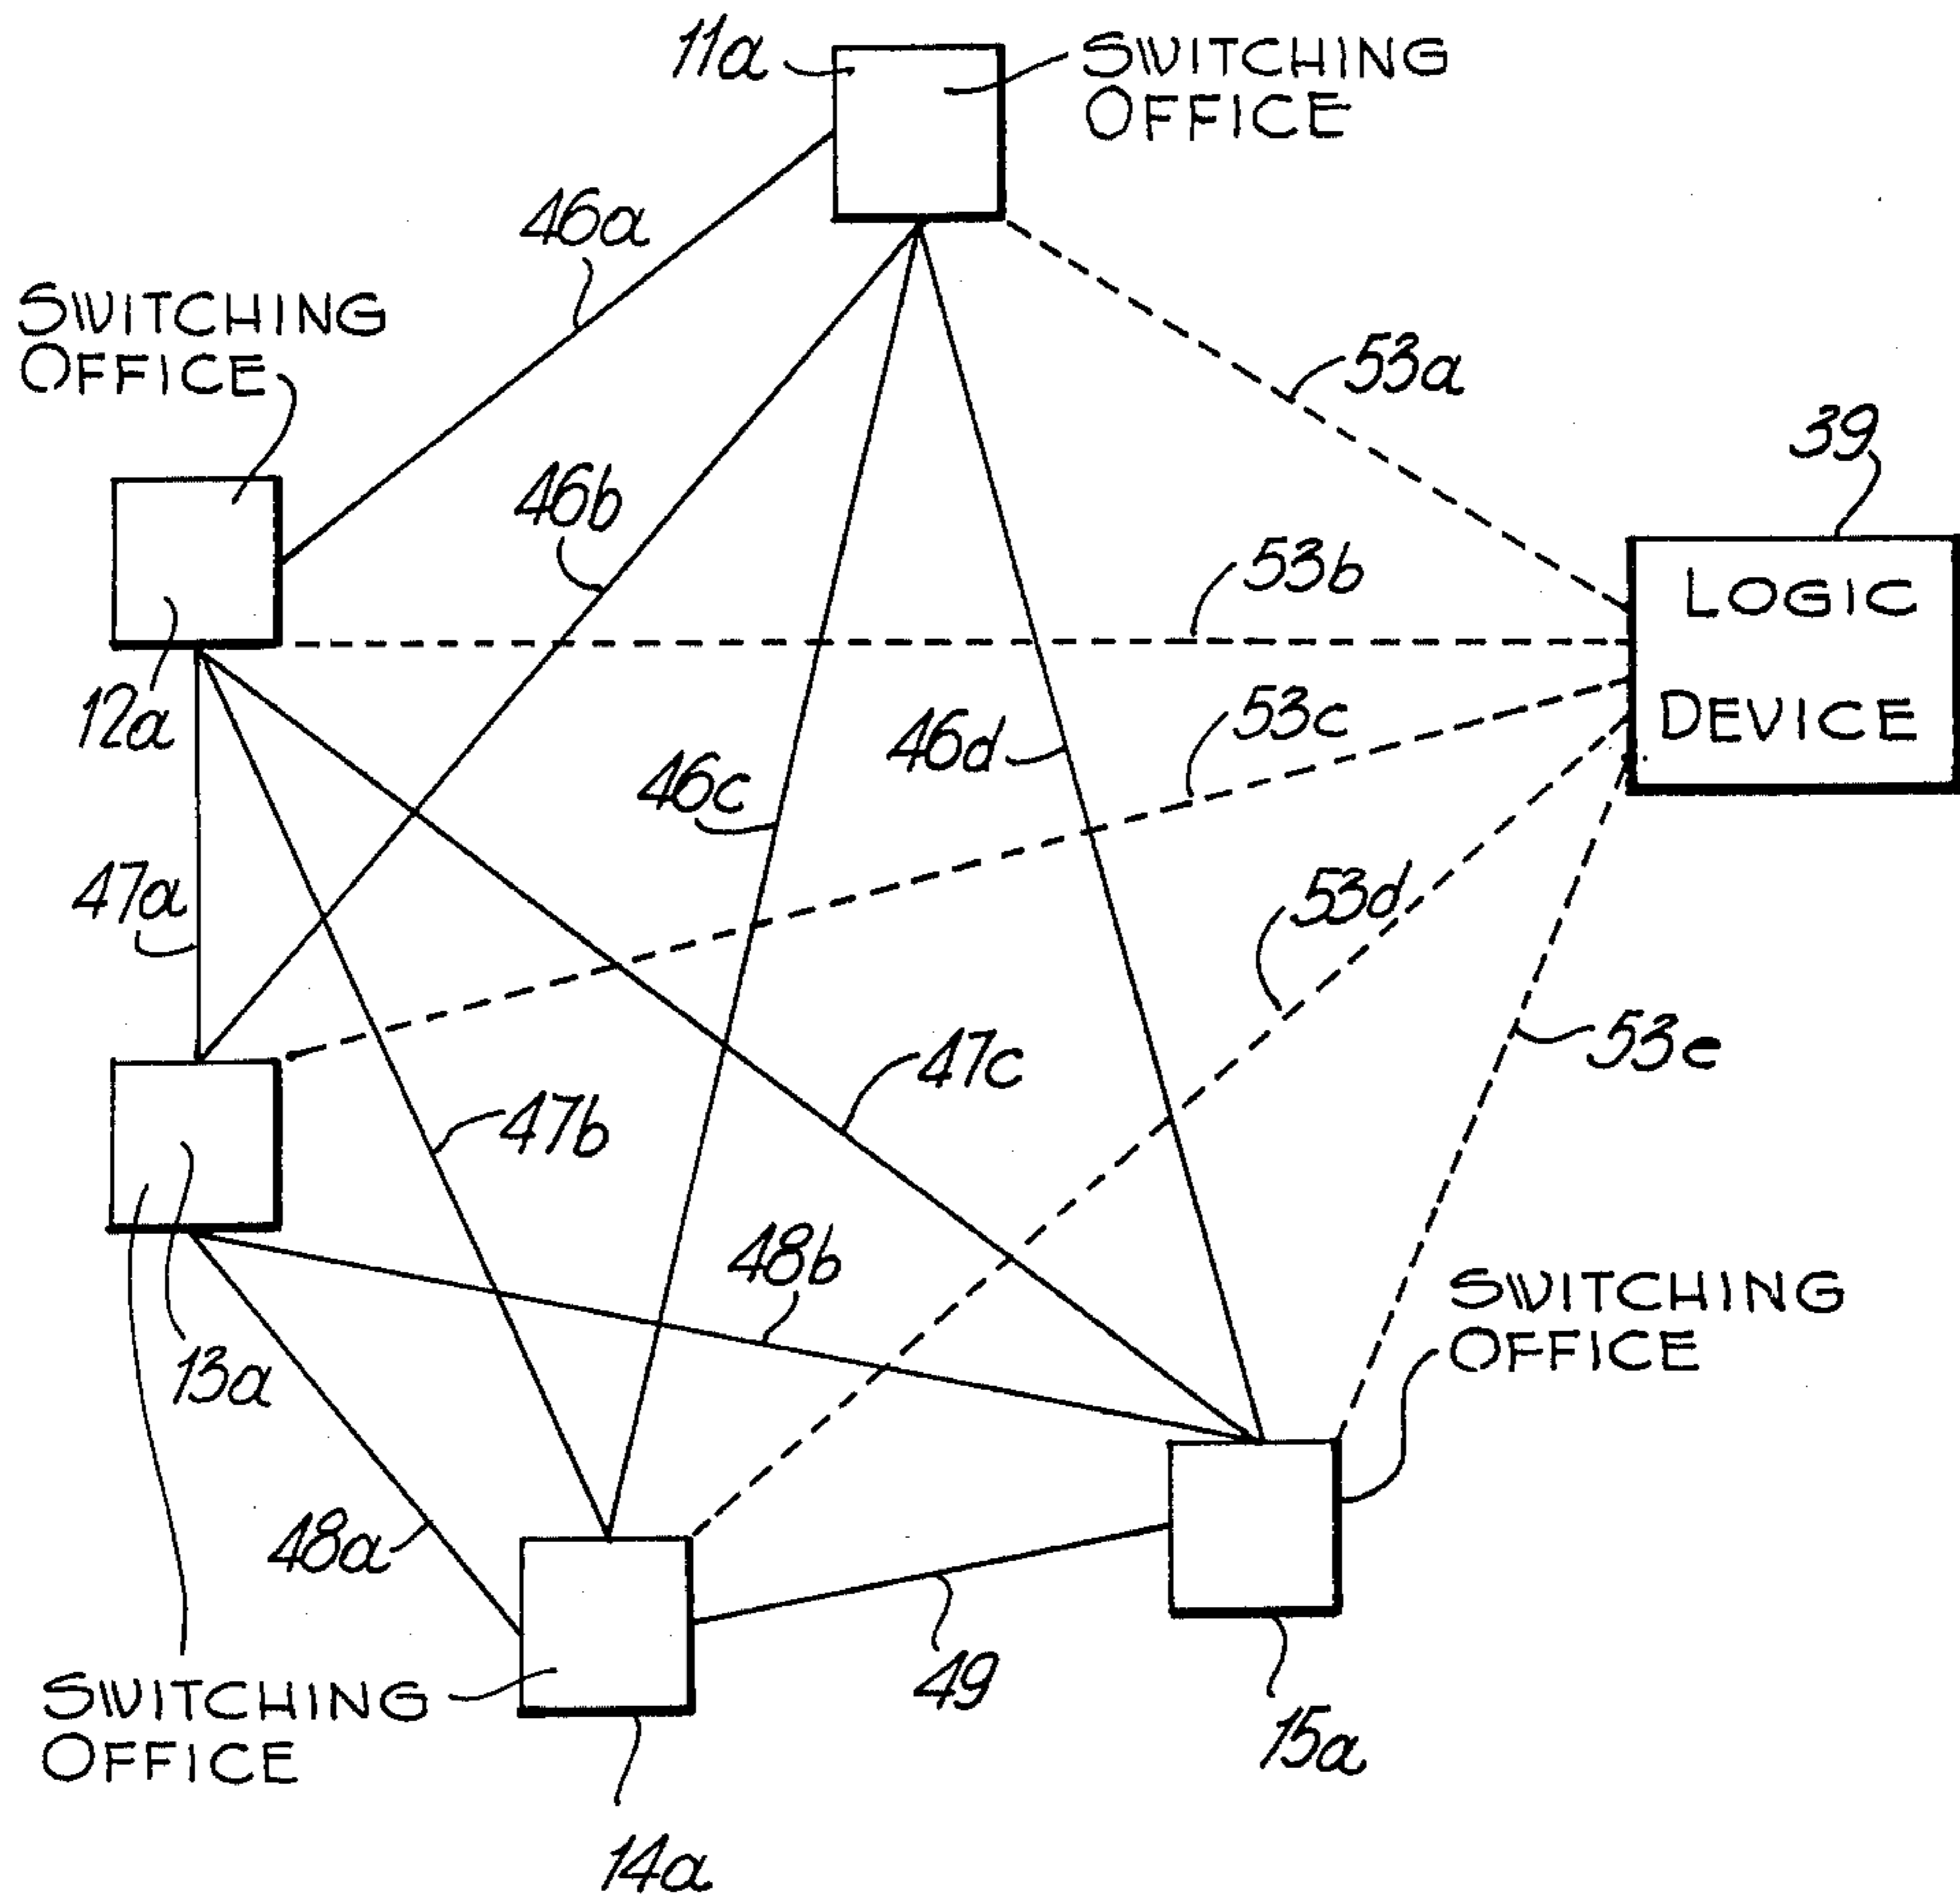 11a
SWITCHING
OFFICE
46a
SWITCHING
OFFICE
53a
39
46b
53b
LOGIC
DEVICE
12a
46c
46d
53c
47a
53d
53e
47c
47b
48b
SWITCHING
OFFICE
13a
48a
SWITCHING
OFFICE
49
15a
14a